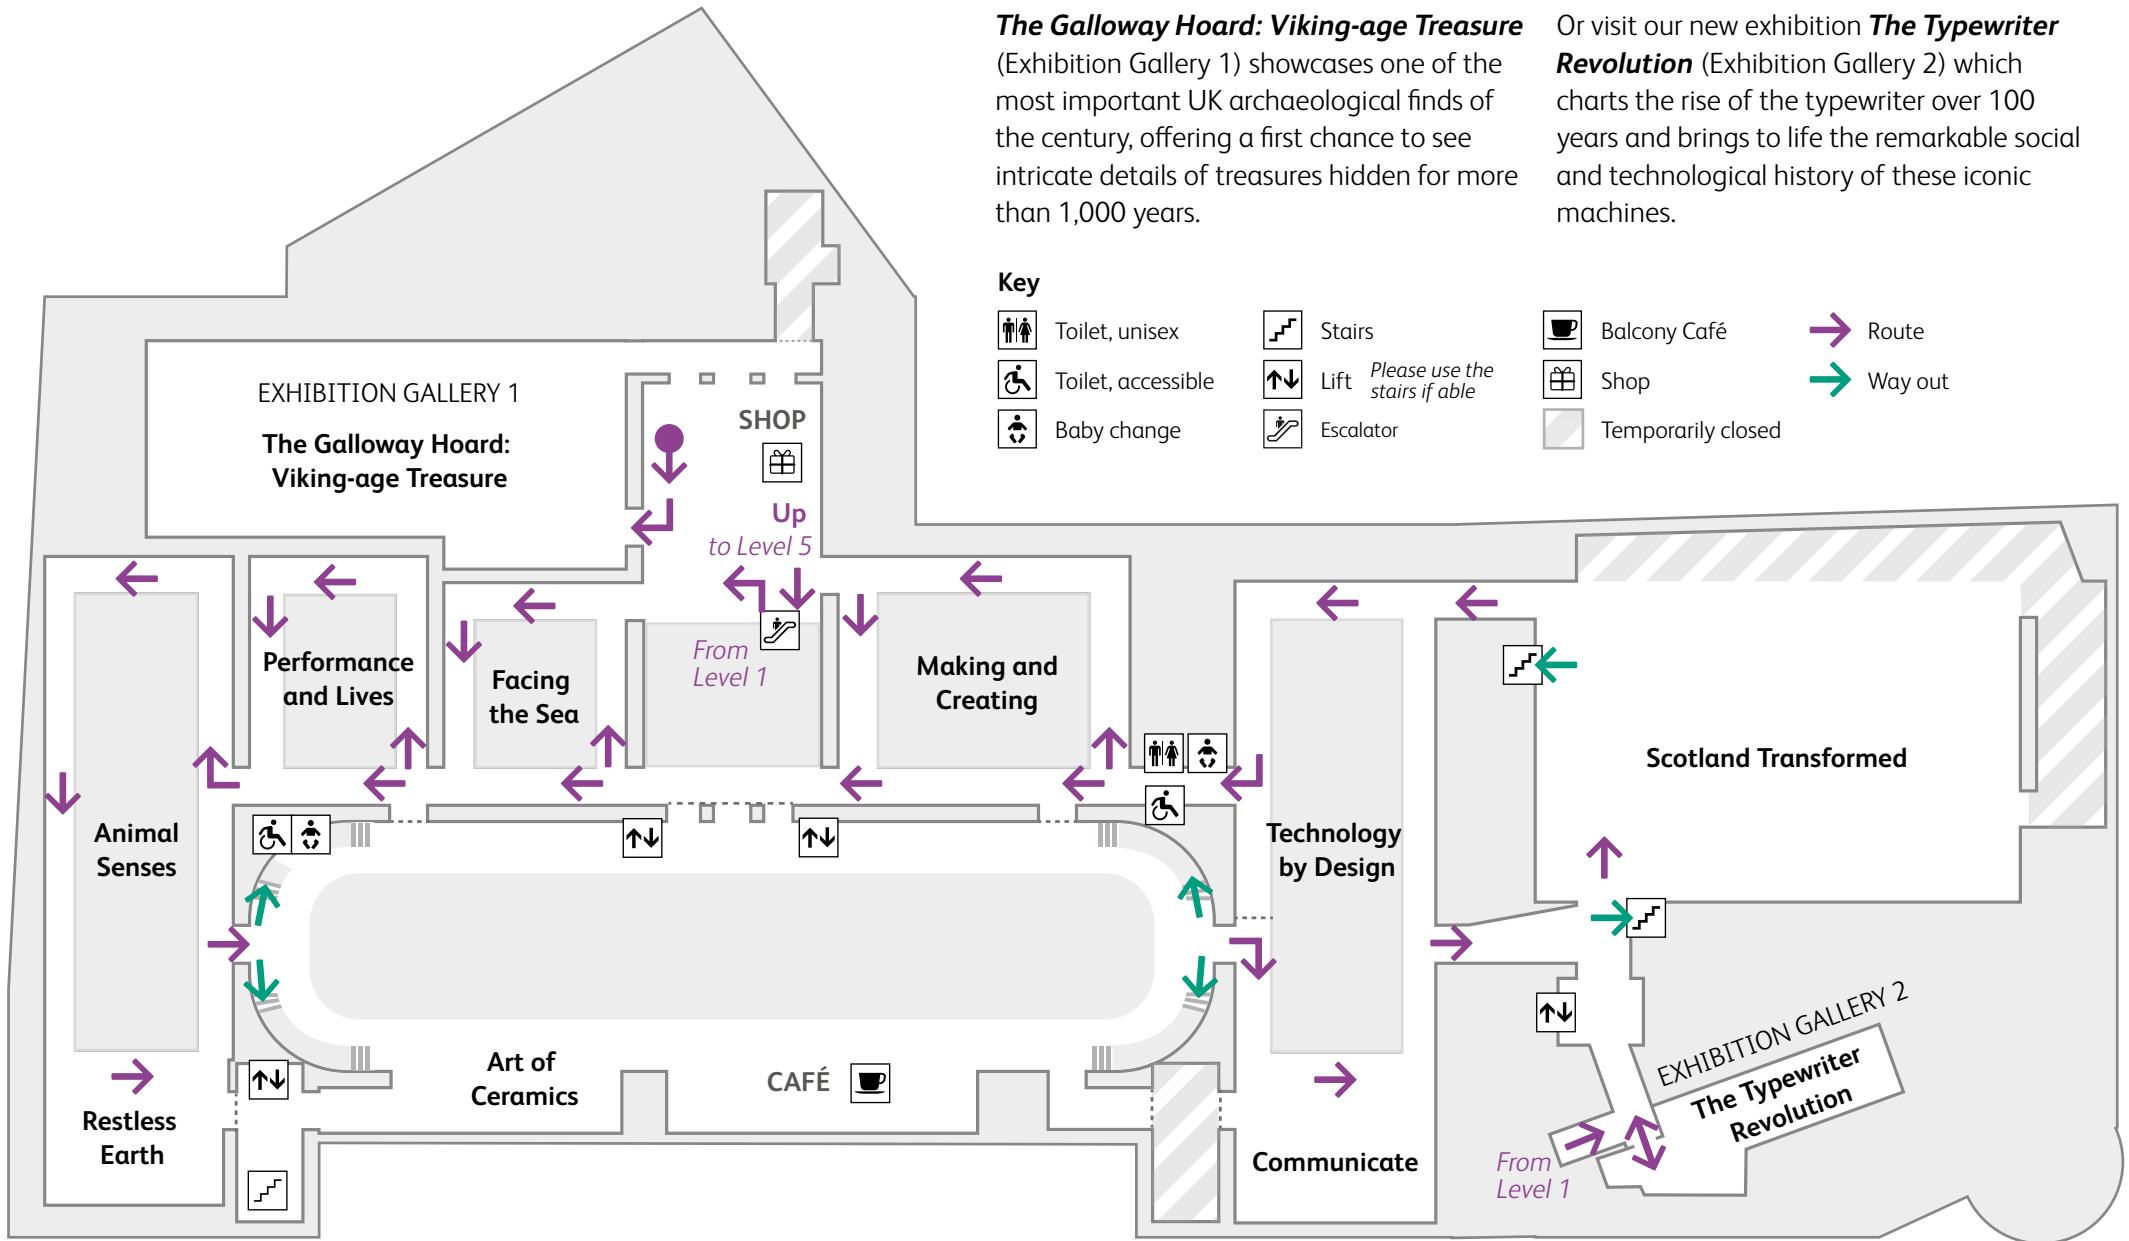 The Galloway Hoard: Viking-age Treasure
(Exhibition Gallery 1) showcases one of the
most important UK archaeological finds of
the century, offering a first chance to see
intricate details of treasures hidden for more
than 1,000 years.
Or visit our new exhibition The Typewriter
Revolution (Exhibition Gallery 2) which
charts the rise of the typewriter over 100
years and brings to life the remarkable social
and technological history of these iconic
machines.
Key
Toilet, unisex
Toilet, accessible
Baby change
Stairs
Lift
Please use the
stairs if able
Escalator
Balcony Café
Shop
Temporarily closed
Route
Way out
EXHIBITION GALLERY 1
The Galloway Hoard:
Viking-age Treasure
SHOP
Up
to Level 5
From
Level 1
Performance
and Lives
Facing
the Sea
Making and
Creating
Animal
Senses
Restless
Earth
Art of
Ceramics
CAFÉ
Technology
by Design
Communicate
Scotland Transformed
EXHIBITION GALLERY 2
The Typewriter
Revolution
From
Level 1